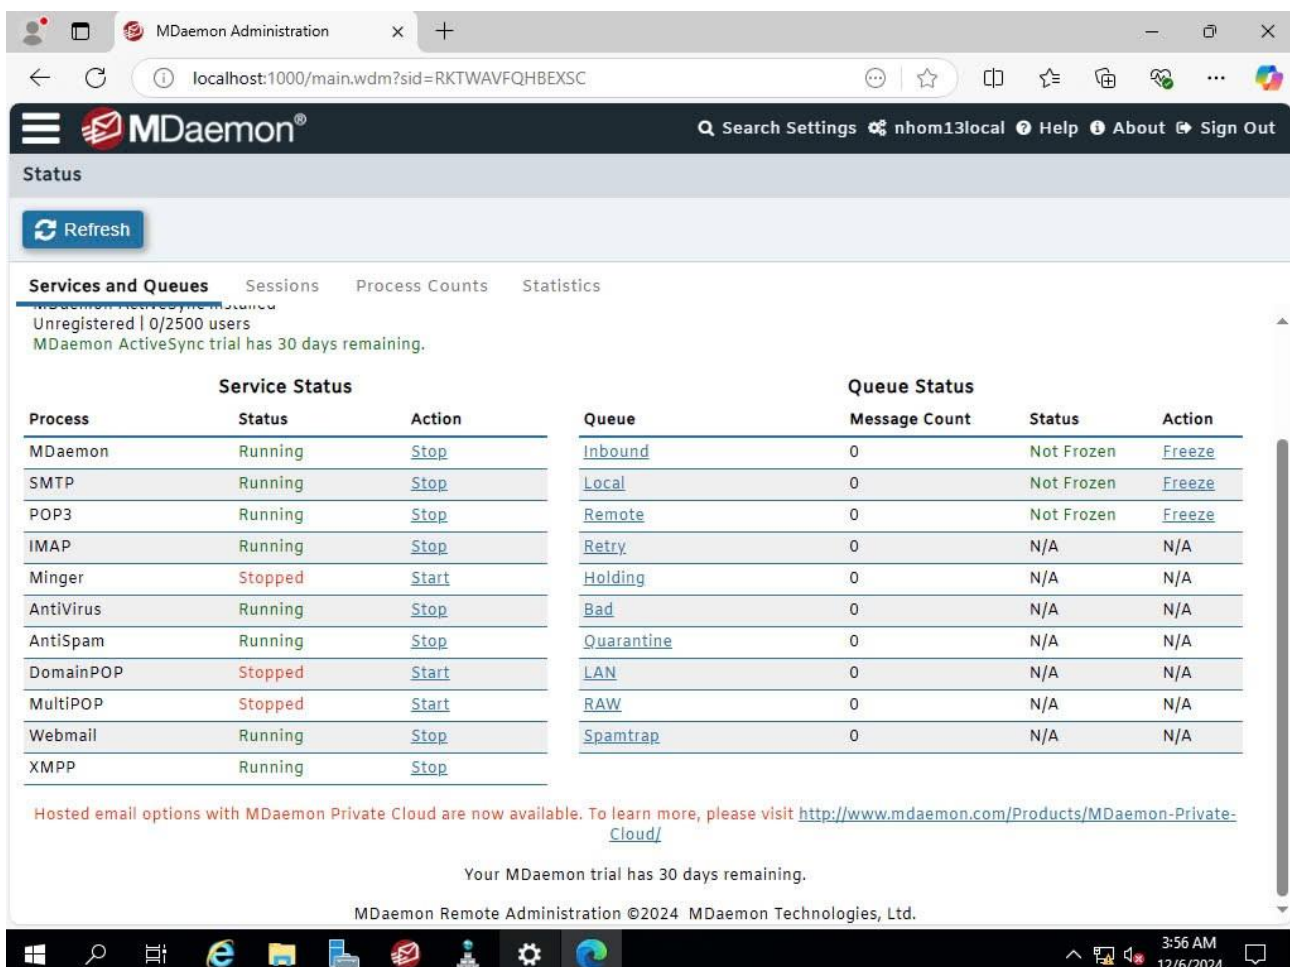 MDaemon Administration
localhost:1000/main.wdm?sid=RKTWAVFQHBEXSC
MDaemon® Search Settings nhom13local Help About Sign Out
Status
Refresh
Services and Queues Sessions Process Counts Statistics
MDaemon ActiveSync installed
Unregistered | 0/2500 users
MDaemon ActiveSync trial has 30 days remaining.
Service Status Queue Status
Process Status Action Queue Message Count Status Action
MDaemon Running Stop Inbound 0 Not Frozen Freeze
SMTP Running Stop Local 0 Not Frozen Freeze
POP3 Running Stop Remote 0 Not Frozen Freeze
IMAP Running Stop Retry 0 N/A N/A
Minger Stopped Start Holding 0 N/A N/A
AntiVirus Running Stop Bad 0 N/A N/A
AntiSpam Running Stop Quarantine 0 N/A N/A
DomainPOP Stopped Start LAN 0 N/A N/A
MultiPOP Stopped Start RAW 0 N/A N/A
Webmail Running Stop Spamtrap 0 N/A N/A
XMPP Running Stop
Hosted email options with MDaemon Private Cloud are now available. To learn more, please visit http://www.mdaemon.com/Products/MDaemon-Private-
Cloud/
Your MDaemon trial has 30 days remaining.
MDaemon Remote Administration ©2024 MDaemon Technologies, Ltd.
3:56 AM
12/6/2024